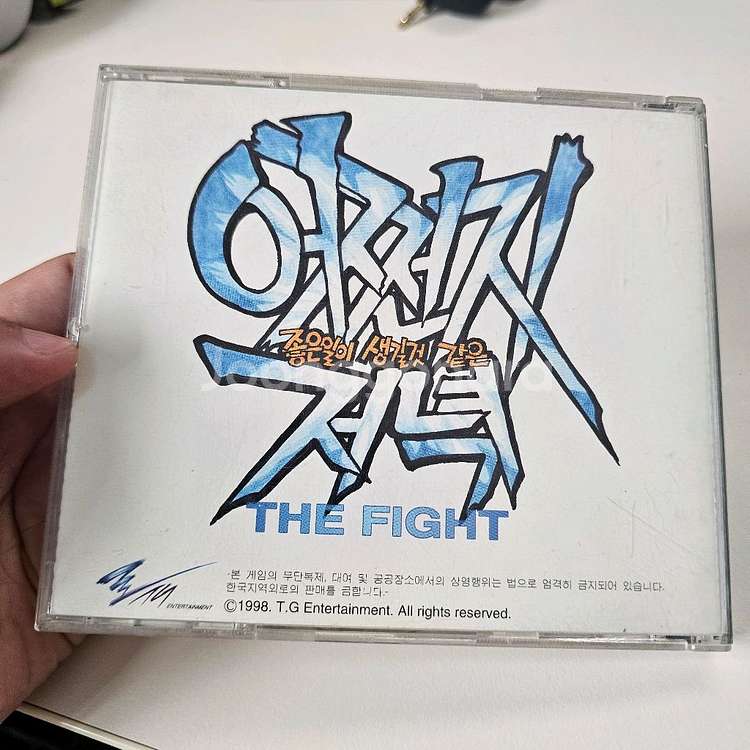 어쩐지
좋은일이 생길것 같은
저녁
THE FIGHT
ENTERTAINMENT
-본 게임의 무단복제, 대여 및 공공장소에서의 상영행위는 법으로 엄격히 금지되어 있습니다.
한국지역외로의 판매를 금합니다.-
©1998. T.G Entertainment. All rights reserved.